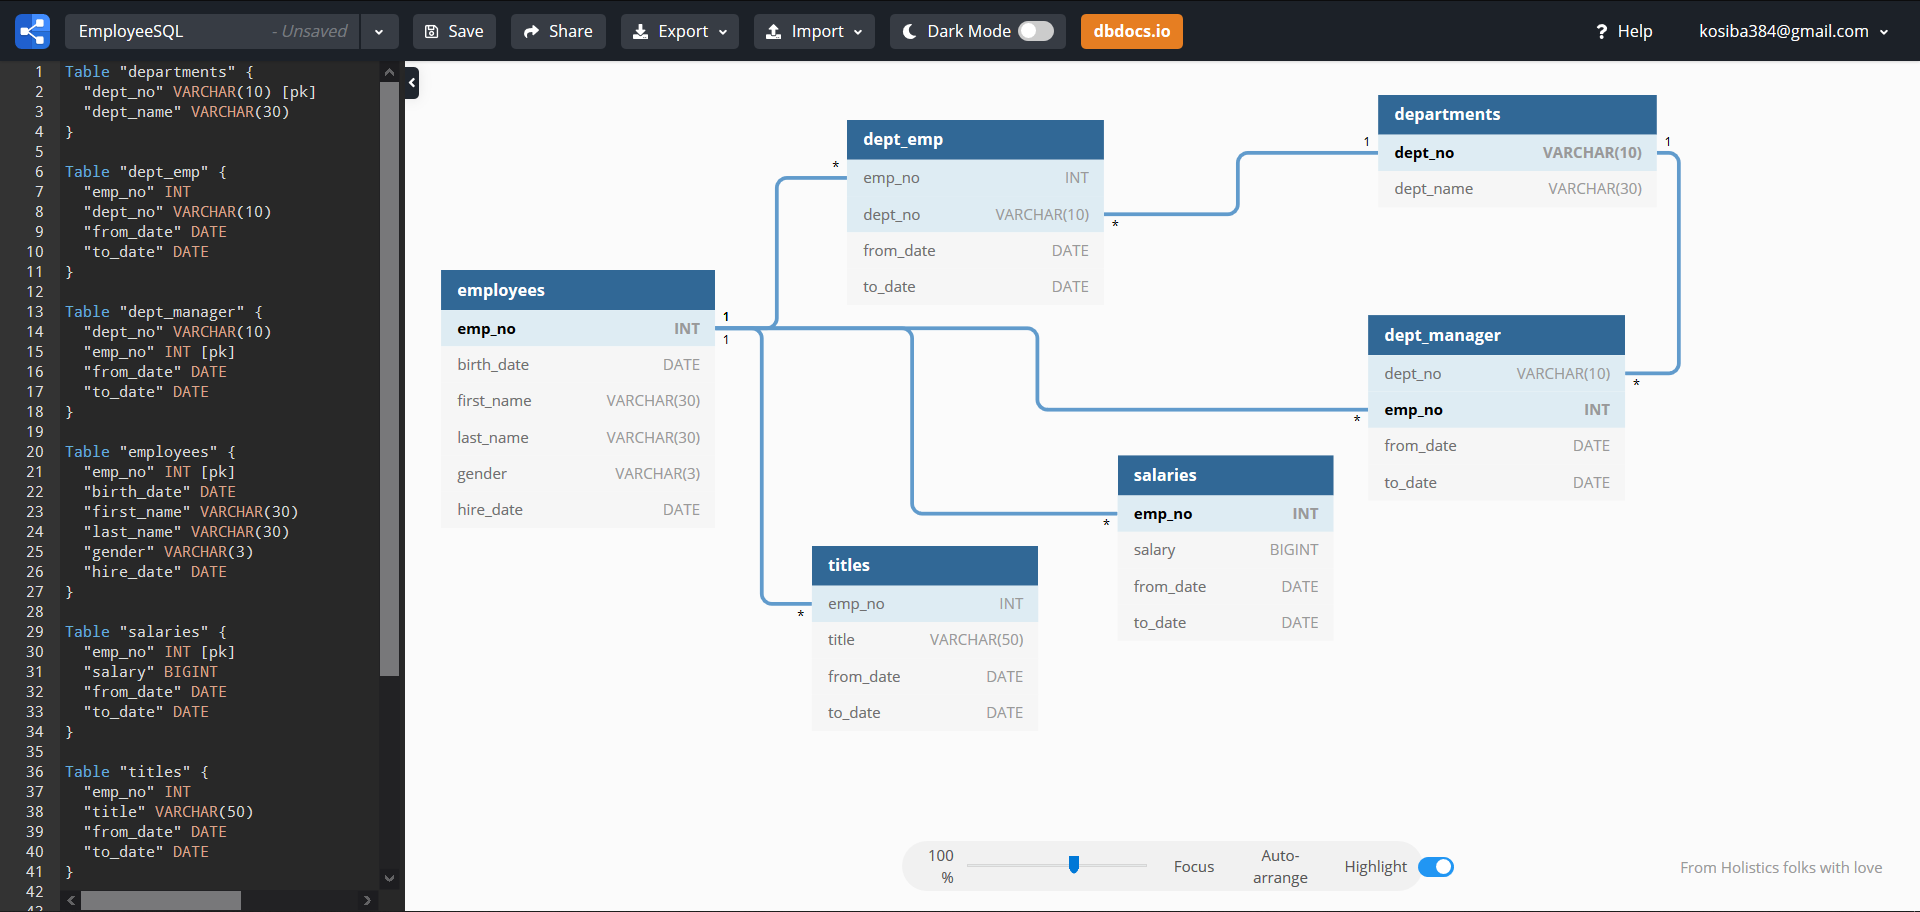 EmployeeSQL - Unsaved Save Share Export Import Dark Mode dbdocs.io Help kosiba384@gmail.com
1 Table "departments" {
2 "dept_no" VARCHAR(10) [pk]
3 "dept_name" VARCHAR(30)
4 }
5
6 Table "dept_emp" {
7 "emp_no" INT
8 "dept_no" VARCHAR(10)
9 "from_date" DATE
10 "to_date" DATE
11 }
12
13 Table "dept_manager" {
14 "dept_no" VARCHAR(10)
15 "emp_no" INT [pk]
16 "from_date" DATE
17 "to_date" DATE
18 }
19
20 Table "employees" {
21 "emp_no" INT [pk]
22 "birth_date" DATE
23 "first_name" VARCHAR(30)
24 "last_name" VARCHAR(30)
25 "gender" VARCHAR(3)
26 "hire_date" DATE
27 }
28
29 Table "salaries" {
30 "emp_no" INT [pk]
31 "salary" BIGINT
32 "from_date" DATE
33 "to_date" DATE
34 }
35
36 Table "titles" {
37 "emp_no" INT
38 "title" VARCHAR(50)
39 "from_date" DATE
40 "to_date" DATE
41 }
42
43
employees
emp_no INT
birth_date DATE
first_name VARCHAR(30)
last_name VARCHAR(30)
gender VARCHAR(3)
hire_date DATE
1
1
*
dept_emp
emp_no INT
dept_no VARCHAR(10)
from_date DATE
to_date DATE
*
1
departments
dept_no VARCHAR(10)
dept_name VARCHAR(30)
1
dept_manager
dept_no VARCHAR(10)
emp_no INT
from_date DATE
to_date DATE
*
*
salaries
emp_no INT
salary BIGINT
from_date DATE
to_date DATE
*
titles
emp_no INT
title VARCHAR(50)
from_date DATE
to_date DATE
*
100
%
Focus
Auto-
arrange
Highlight
From Holistics folks with love